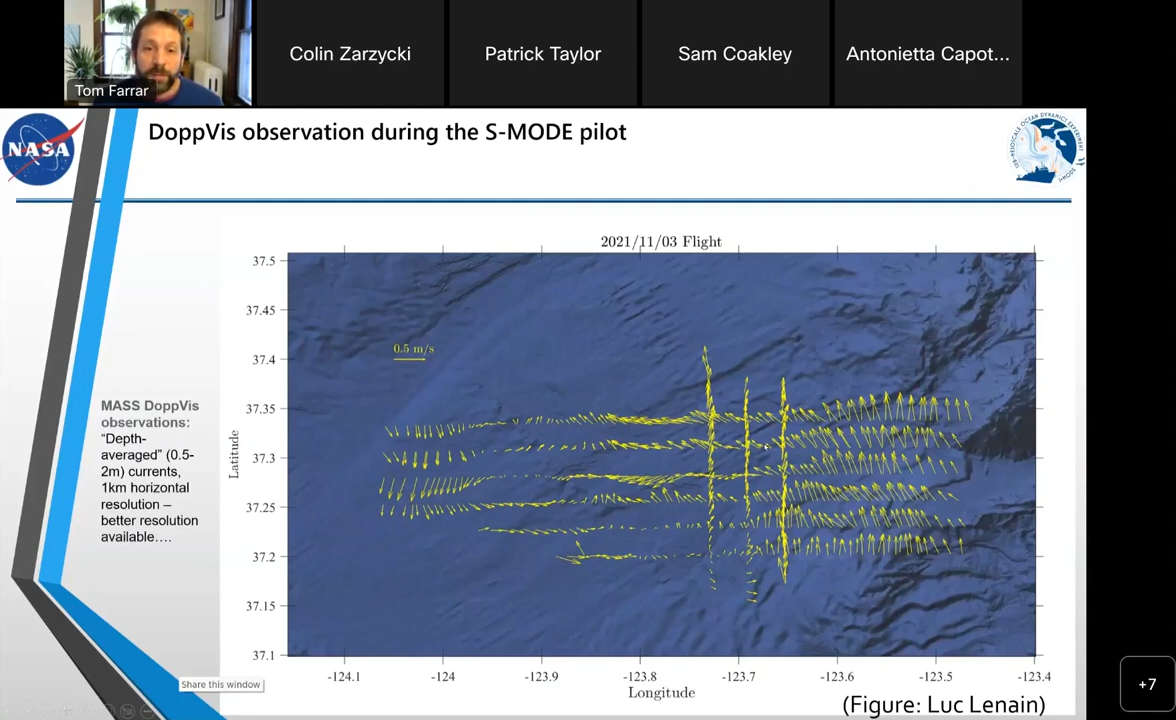 Tom Farrar
Colin Zarzycki
Patrick Taylor
Sam Coakley
Antonietta Capot...
NASA
DoppVis observation during the S-MODE pilot
2021/11/03 Flight
37.5
37.45
37.4
37.35
37.3
37.25
37.2
37.15
37.1
Latitude
0.5 m/s
-124.1
-124
-123.9
-123.8
-123.7
-123.6
-123.5
-123.4
Longitude
MASS DoppVis
observations:
“Depth-
averaged” (0.5-
2m) currents,
1km horizontal
resolution –
better resolution
available….
Share this window
(Figure: Luc Lenain)
+7